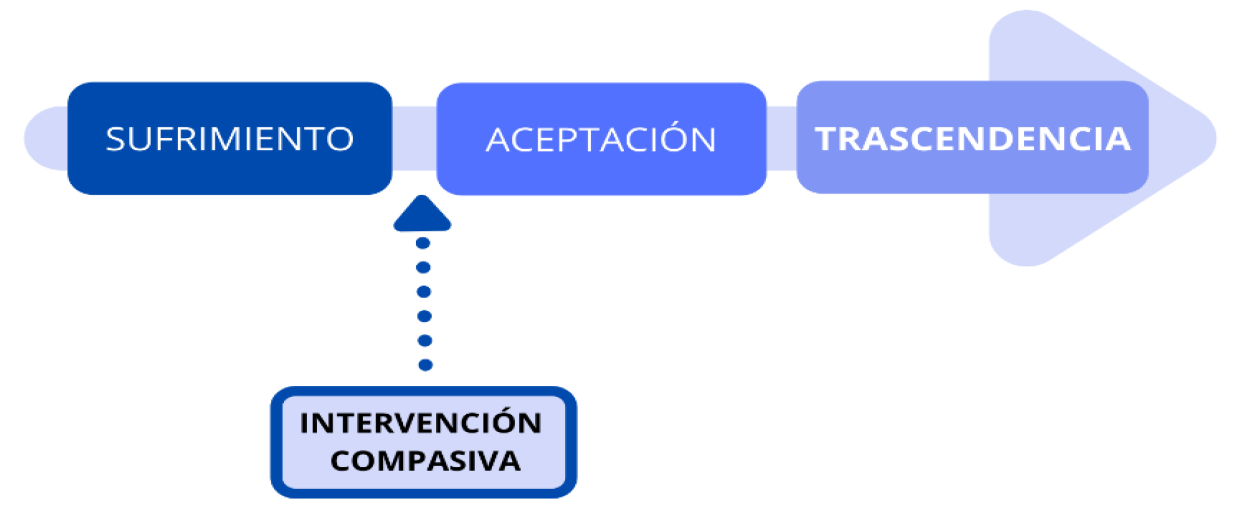 SUFRIMIENTO
ACEPTACIÓN
TRASCENDENCIA
INTERVENCIÓN
COMPASIVA